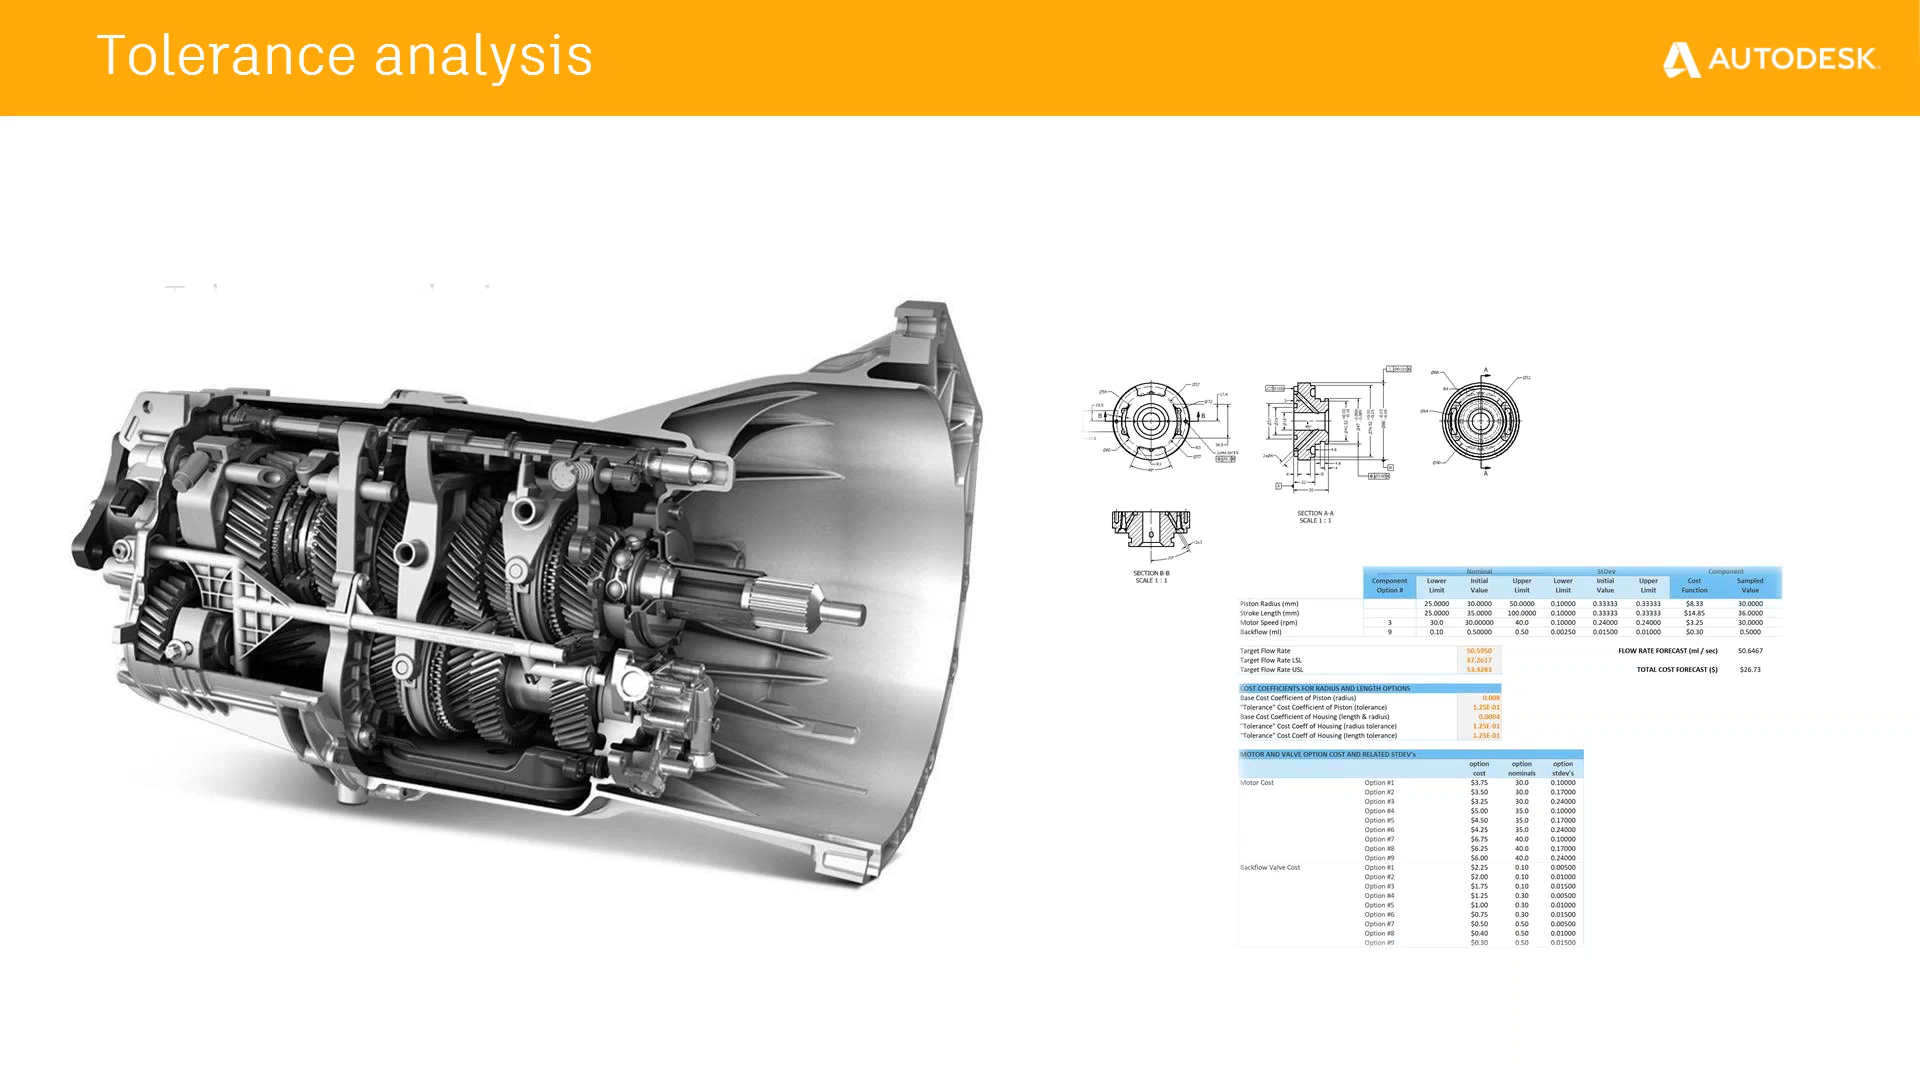 Tolerance analysis
AUTODESK
A
A
B
B
SECTION A-A
SCALE 1 : 1
SECTION B-B
SCALE 1 : 1
Nominal StDev Component
Component Lower Initial Upper Lower Initial Upper Cost Sampled
Option # Limit Value Limit Limit Value Limit Function Value
Piston Radius (mm) 25.0000 30.0000 50.0000 0.10000 0.33333 0.33333 $8.33 30.0000
Stroke Length (mm) 25.0000 35.0000 100.0000 0.10000 0.33333 0.33333 $14.85 36.0000
Motor Speed (rpm) 3 30.0 30.00000 40.0 0.10000 0.24000 0.24000 $3.25 30.0000
Backflow (ml) 9 0.10 0.50000 0.50 0.00250 0.01500 0.01000 $0.30 0.5000
Target Flow Rate 50.5950 FLOW RATE FORECAST (ml / sec) 50.6467
Target Flow Rate LSL 47.2617
Target Flow Rate USL 53.9283 TOTAL COST FORECAST ($) $26.73
COST COEFFICIENTS FOR RADIUS AND LENGTH OPTIONS
Base Cost Coefficient of Piston (radius) 0.008
"Tolerance" Cost Coefficient of Piston (tolerance) 1.25E-01
Base Cost Coefficient of Housing (length & radius) 0.0004
"Tolerance" Cost Coeff of Housing (radius tolerance) 1.25E-01
"Tolerance" Cost Coeff of Housing (length tolerance) 1.25E-01
MOTOR AND VALVE OPTION COST AND RELATED STDEV's
option option option
cost nominals stdev's
Motor Cost Option #1 $3.75 30.0 0.10000
Option #2 $3.50 30.0 0.17000
Option #3 $3.25 30.0 0.24000
Option #4 $5.00 35.0 0.10000
Option #5 $4.50 35.0 0.17000
Option #6 $4.25 35.0 0.24000
Option #7 $6.75 40.0 0.10000
Option #8 $6.25 40.0 0.17000
Option #9 $6.00 40.0 0.24000
Backflow Valve Cost Option #1 $2.25 0.10 0.00500
Option #2 $2.00 0.10 0.01000
Option #3 $1.75 0.10 0.01500
Option #4 $1.25 0.30 0.00500
Option #5 $1.00 0.30 0.01000
Option #6 $0.75 0.30 0.01500
Option #7 $0.50 0.50 0.00500
Option #8 $0.40 0.50 0.01000
Option #9 $0.30 0.50 0.01500